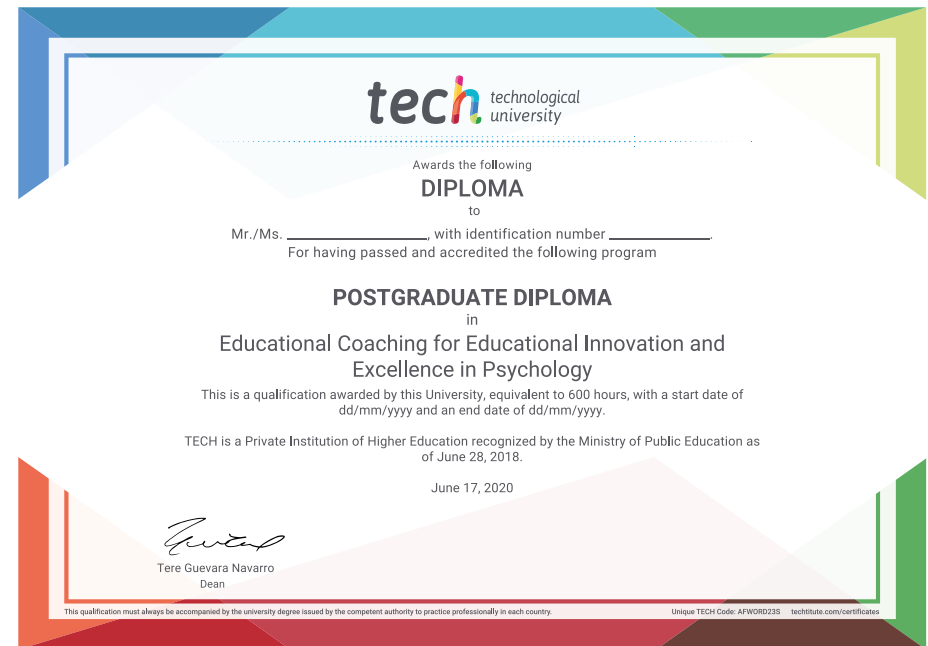 tech technological
university
Awards the following
DIPLOMA
to
Mr./Ms. ____________________, with identification number ______________.
For having passed and accredited the following program
POSTGRADUATE DIPLOMA
in
Educational Coaching for Educational Innovation and
Excellence in Psychology
This is a qualification awarded by this University, equivalent to 600 hours, with a start date of
dd/mm/yyyy and an end date of dd/mm/yyyy.
TECH is a Private Institution of Higher Education recognized by the Ministry of Public Education as
of June 28, 2018.
June 17, 2020
Tere Guevara Navarro
Dean
This qualification must always be accompanied by the university degree issued by the competent authority to practice professionally in each country. Unique TECH Code: AFWORD23S techtitute.com/certificates